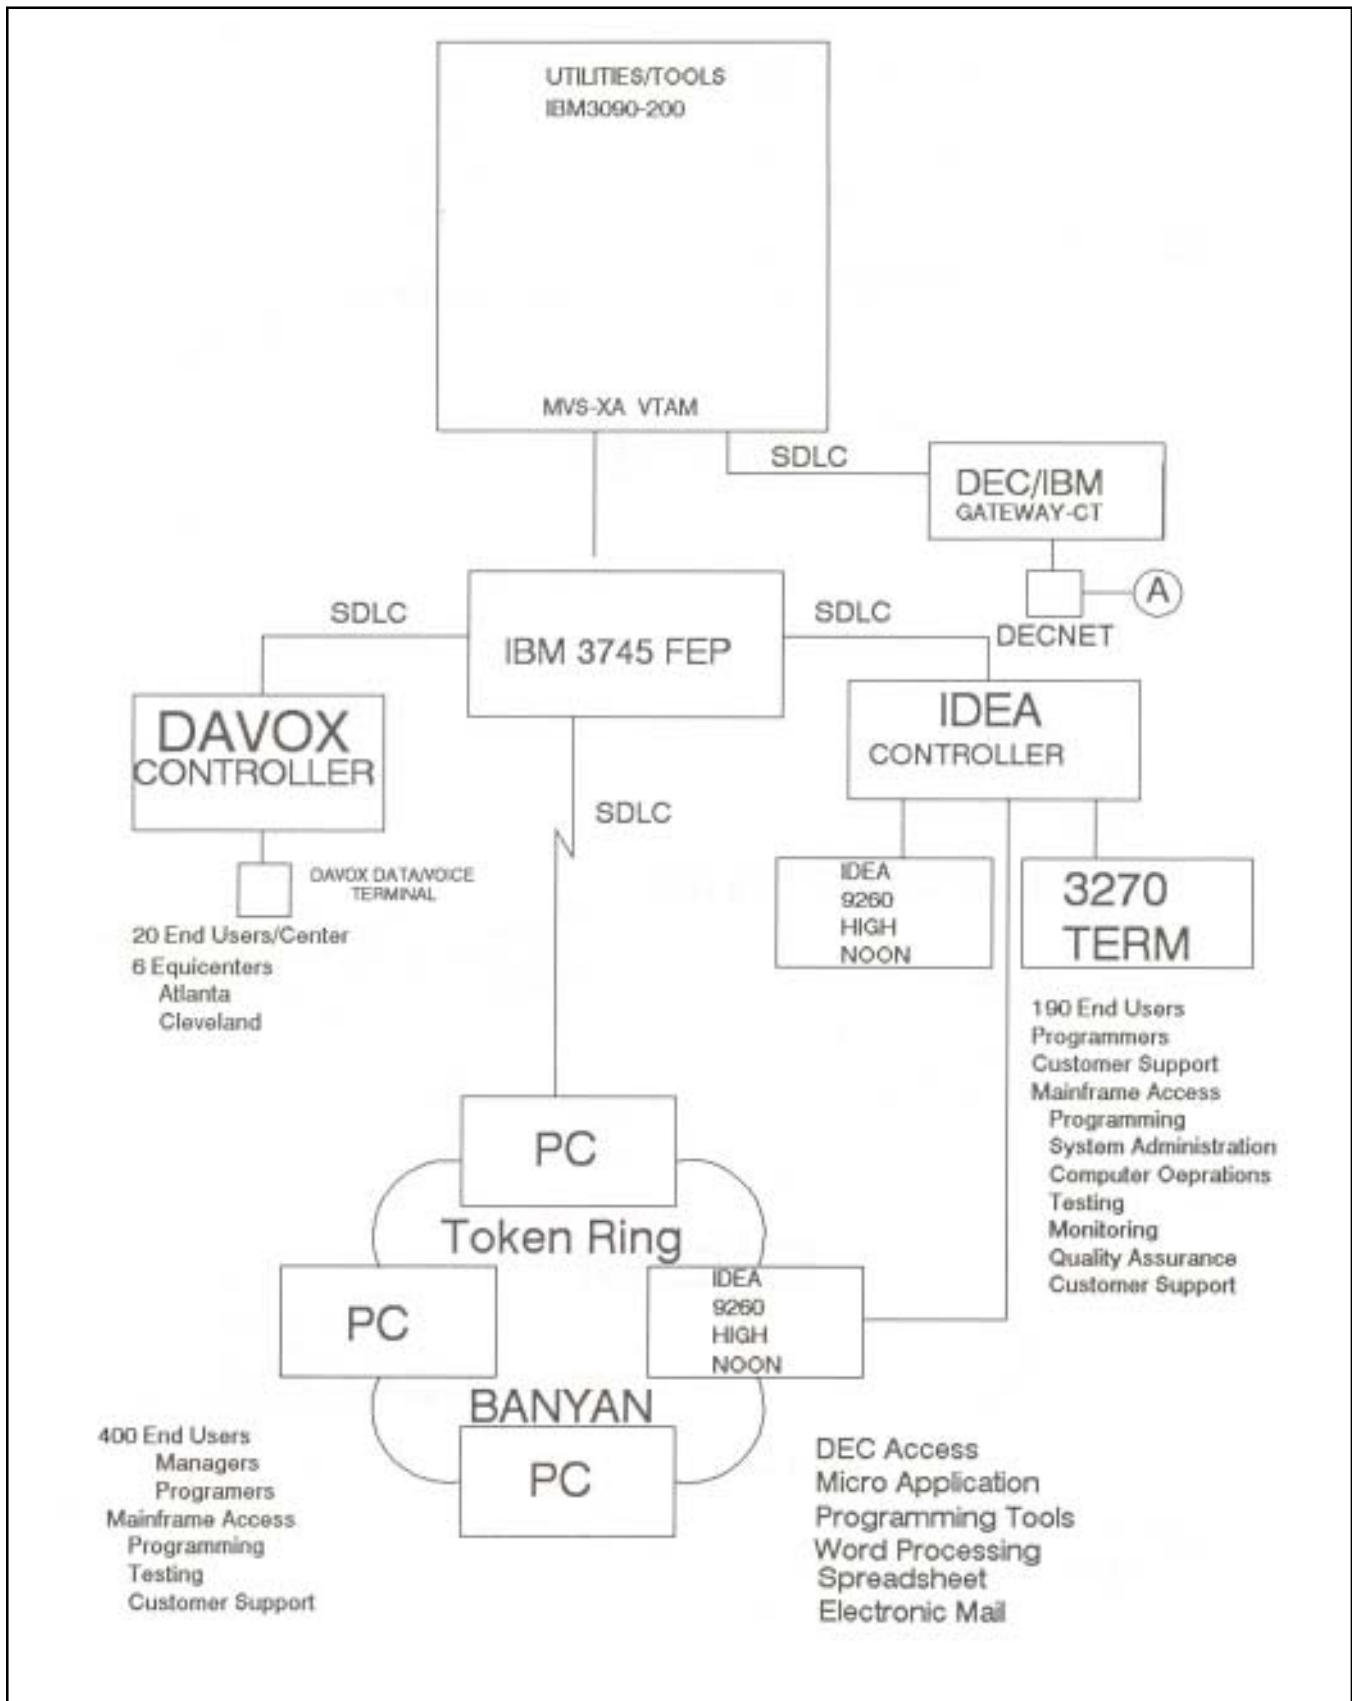 UTILITIES/TOOLS
IBM3090-200
MVS-XA VTAM
SDLC
DEC/IBM
GATEWAY-CT
A
DECNET
SDLC
SDLC
IBM 3745 FEP
DAVOX
CONTROLLER
IDEA
CONTROLLER
SDLC
DAVOX DATA/VOICE
TERMINAL
20 End Users/Center
6 Equicenters
Atlanta
Cleveland
IDEA
9260
HIGH
NOON
3270
TERM
190 End Users
Programmers
Customer Support
Mainframe Access
Programming
System Administration
Computer Oeprations
Testing
Monitoring
Quality Assurance
Customer Support
PC
Token Ring
PC
IDEA
9260
HIGH
NOON
BANYAN
PC
400 End Users
Managers
Programers
Mainframe Access
Programming
Testing
Customer Support
DEC Access
Micro Application
Programming Tools
Word Processing
Spreadsheet
Electronic Mail